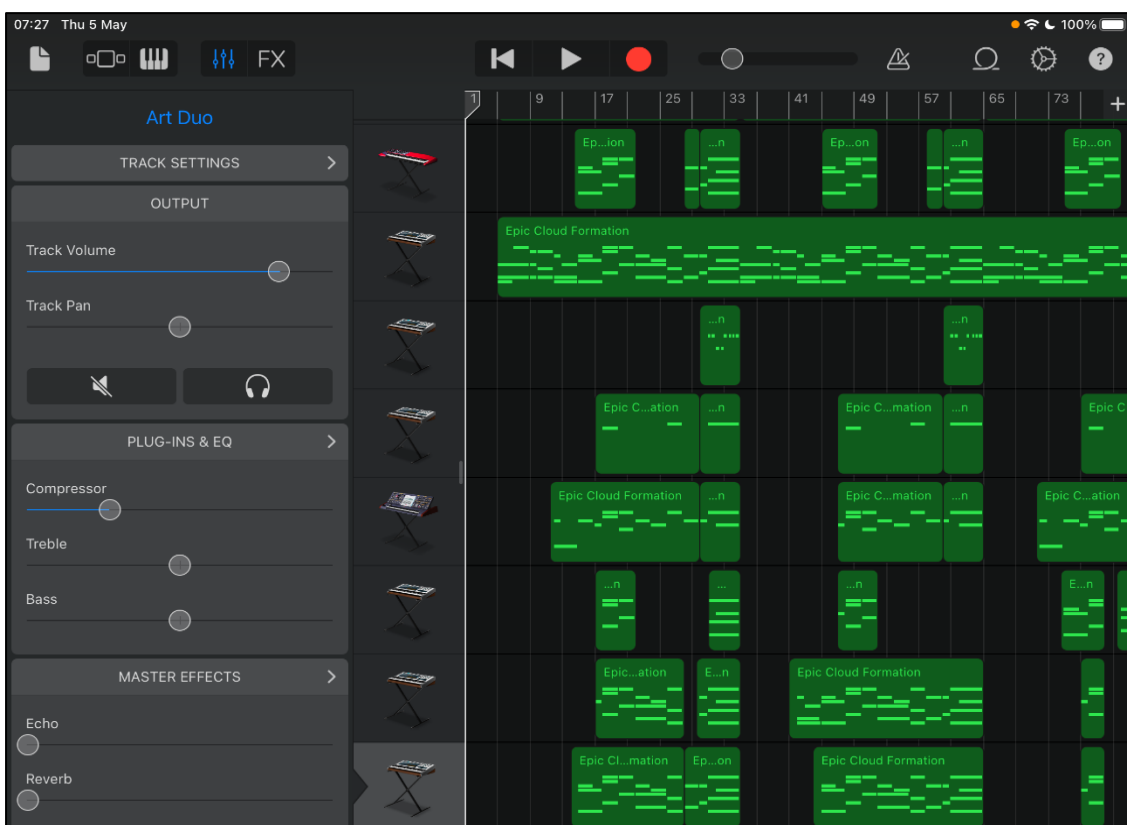 07:27 Thu 5 May
100%
FX
?
Art Duo
1 9 17 25 33 41 49 57 65 73 +
TRACK SETTINGS
OUTPUT
Track Volume
Track Pan
PLUG-INS & EQ
Compressor
Treble
Bass
MASTER EFFECTS
Echo
Reverb
Ep...ion ...n Ep...on ...n Ep...on
Epic Cloud Formation
...n ...n
Epic C...ation ...n Epic C...mation ...n Epic C
Epic Cloud Formation ...n Epic C...mation ...n Epic C...ation
...n ... ...n E...n
Epic...ation E...n Epic Cloud Formation
Epic Cl...mation Ep...on Epic Cloud Formation